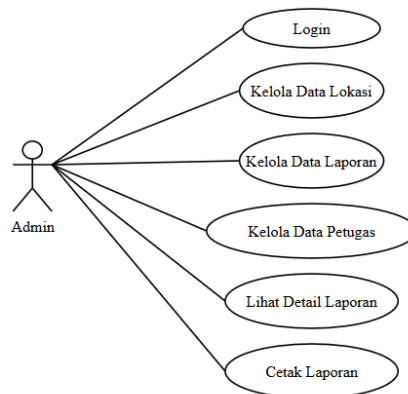 Login
Kelola Data Lokasi
Kelola Data Laporan
Admin
Kelola Data Petugas
Lihat Detail Laporan
Cetak Laporan